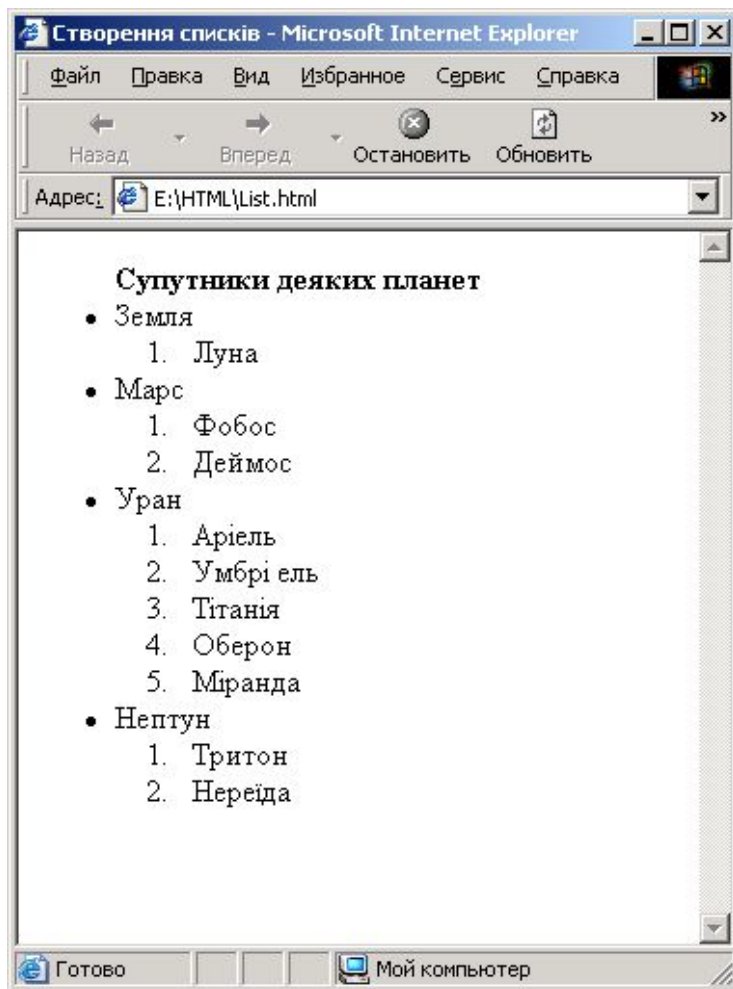 Створення списків - Microsoft Internet Explorer
Файл Правка Вид Избранное Сервис Справка
Назад Вперед Остановить Обновить »
Адрес: E:\HTML\List.html
Супутники деяких планет
• Земля
1. Луна
• Марс
1. Фобос
2. Деймос
• Уран
1. Аріель
2. Умбрі ель
3. Тітанія
4. Оберон
5. Міранда
• Нептун
1. Тритон
2. Нереїда
Готово Мой компьютер